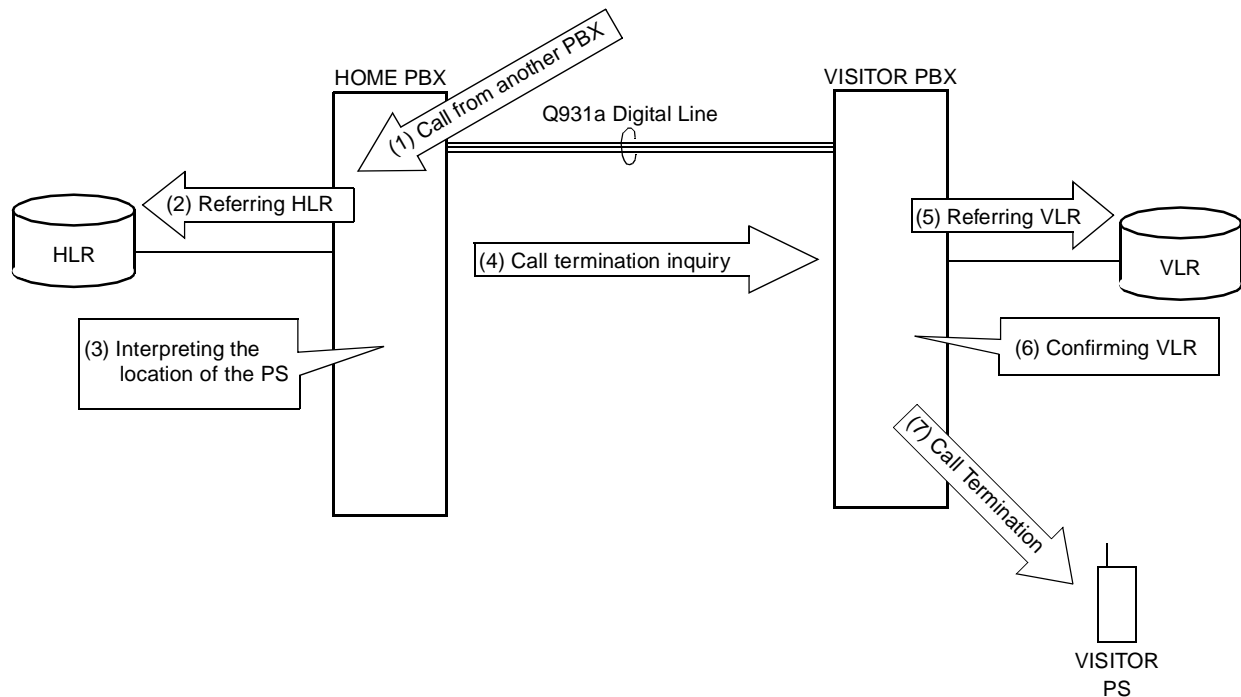 HOME PBX
(1) Call from another PBX
VISITOR PBX
Q931a Digital Line
(2) Referring HLR
HLR
(3) Interpreting the
location of the PS
(4) Call termination inquiry
(5) Referring VLR
VLR
(6) Confirming VLR
(7) Call Termination
VISITOR
PS